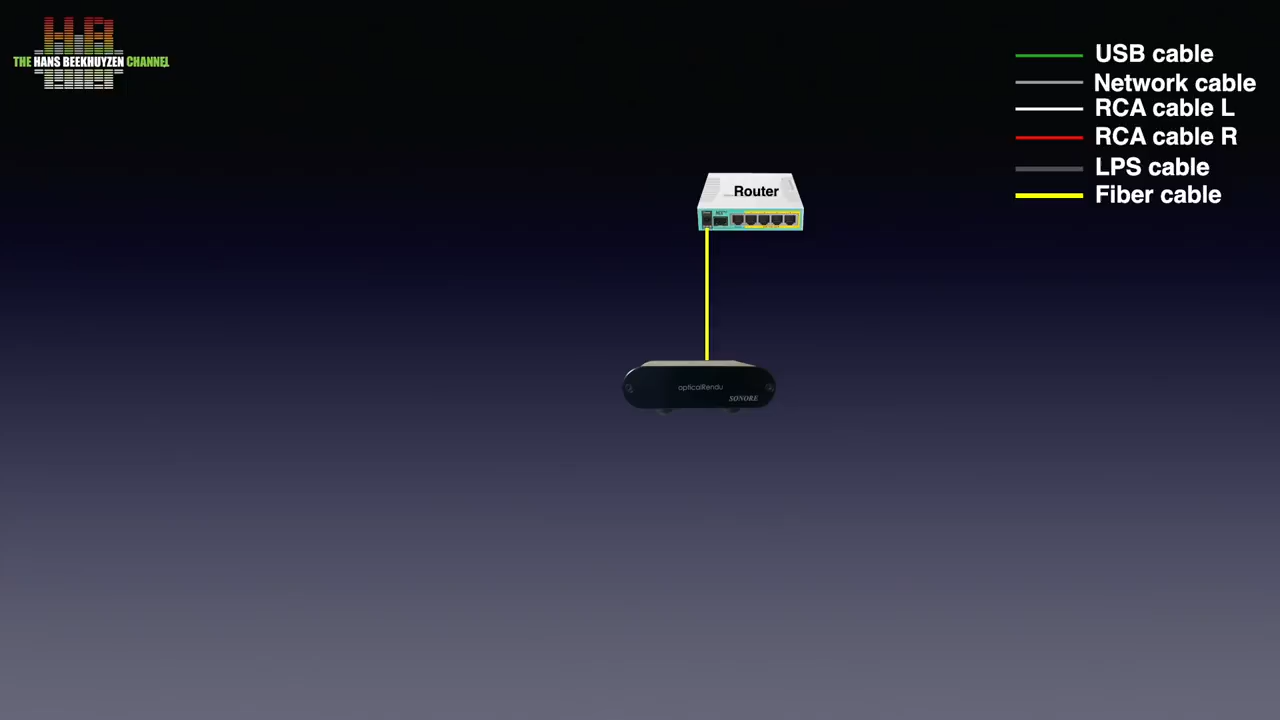 THE HANS BEEKHUYZEN CHANNEL
USB cable
Network cable
RCA cable L
RCA cable R
LPS cable
Fiber cable
Router
opticalRendu
SONORE